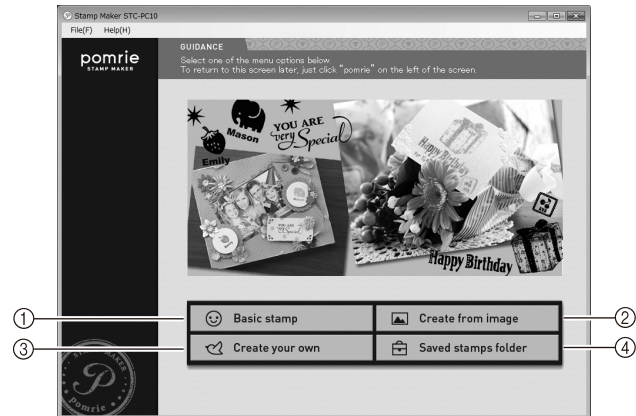 Stamp Maker STC-PC10
File(F) Help(H)
pomrie
STAMP MAKER
GUIDANCE
Select one of the menu options below.
To return to this screen later, just click "pomrie" on the left of the screen.
Emily
Mason
YOU ARE
very Special
Happy Birthday
Happy Birthday
① Basic stamp
Create from image ②
③ Create your own
Saved stamps folder ④
STAMP MAKER
P
Pomrie